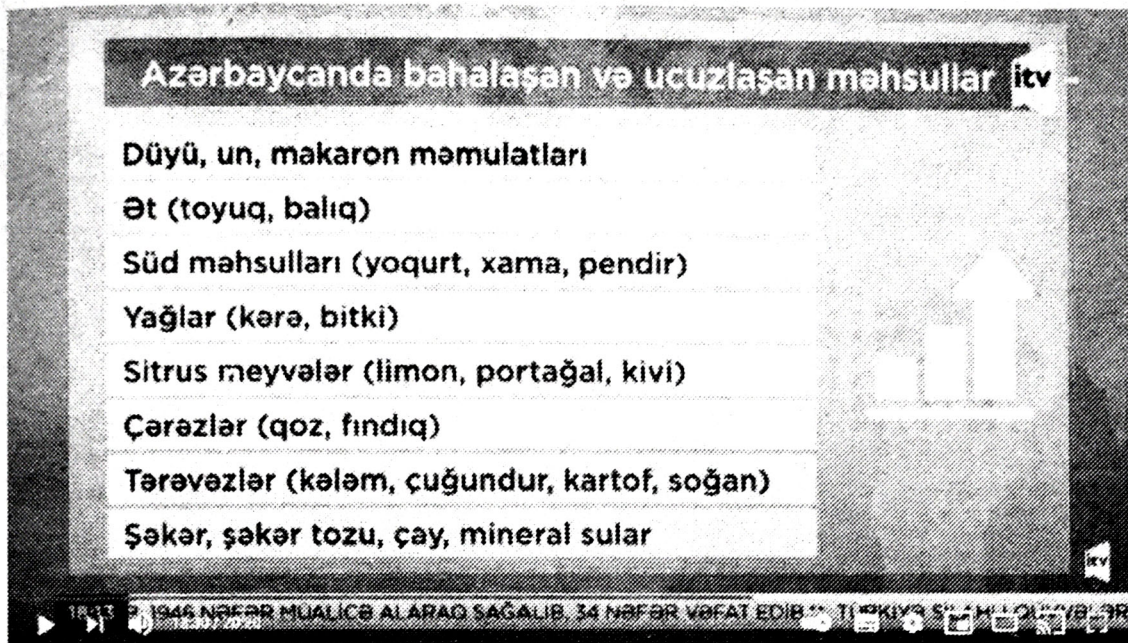 Azərbaycanda bahalaşan və ucuzlaşan məhsullar
itv
Düyü, un, makaron məmulatları
Ət (toyuq, balıq)
Süd məhsulları (yoqurt, xama, pendir)
Yağlar (kərə, bitki)
Sitrus meyvələr (limon, portağal, kivi)
Çərəzlər (qoz, fındıq)
Tərəvəzlər (kələm, çuğundur, kartof, soğan)
Şəkər, şəkər tozu, çay, mineral sular
itv
1946 NƏFƏR MÜALİCƏ ALARAQ SAĞALIB, 34 NƏFƏR VƏFAT EDİB